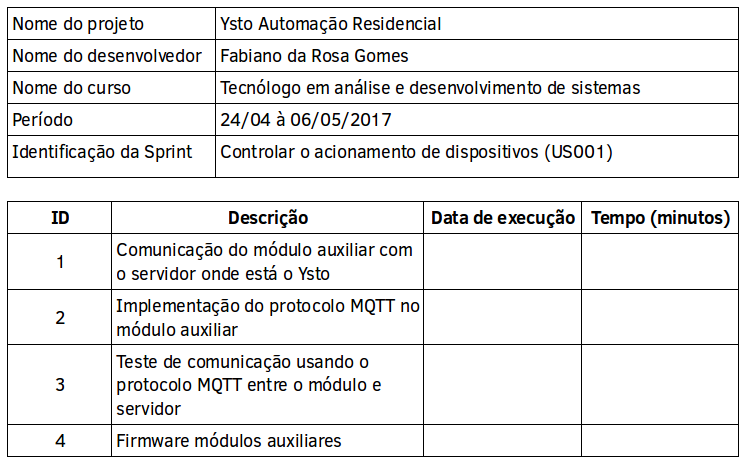 Nome do projeto Ysto Automação Residencial
Nome do desenvolvedor Fabiano da Rosa Gomes
Nome do curso Tecnólogo em análise e desenvolvimento de sistemas
Período 24/04 à 06/05/2017
Identificação da Sprint Controlar o acionamento de dispositivos (US001)
ID Descrição Data de execução Tempo (minutos)
1 Comunicação do módulo auxiliar com
o servidor onde está o Ysto
2 Implementação do protocolo MQTT no
módulo auxiliar
3 Teste de comunicação usando o
protocolo MQTT entre o módulo e
servidor
4 Firmware módulos auxiliares